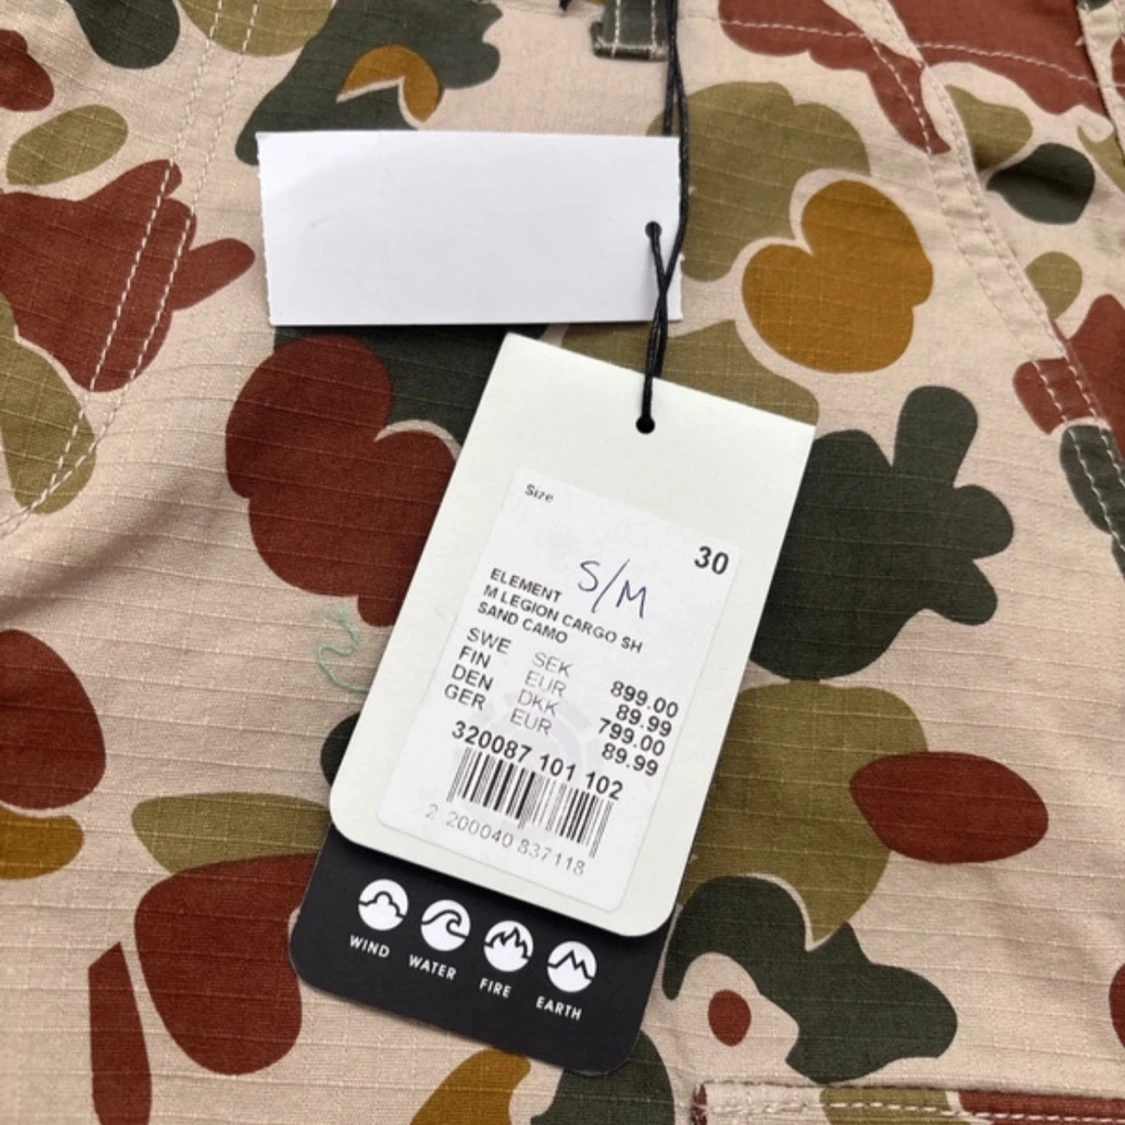 Size
30
S/M
ELEMENT
M LEGION CARGO SH
SAND CAMO
SWE SEK 899.00
FIN EUR 89.99
DEN DKK 799.00
GER EUR 89.99
320087 101 102
2 200040 837118
WIND WATER FIRE EARTH